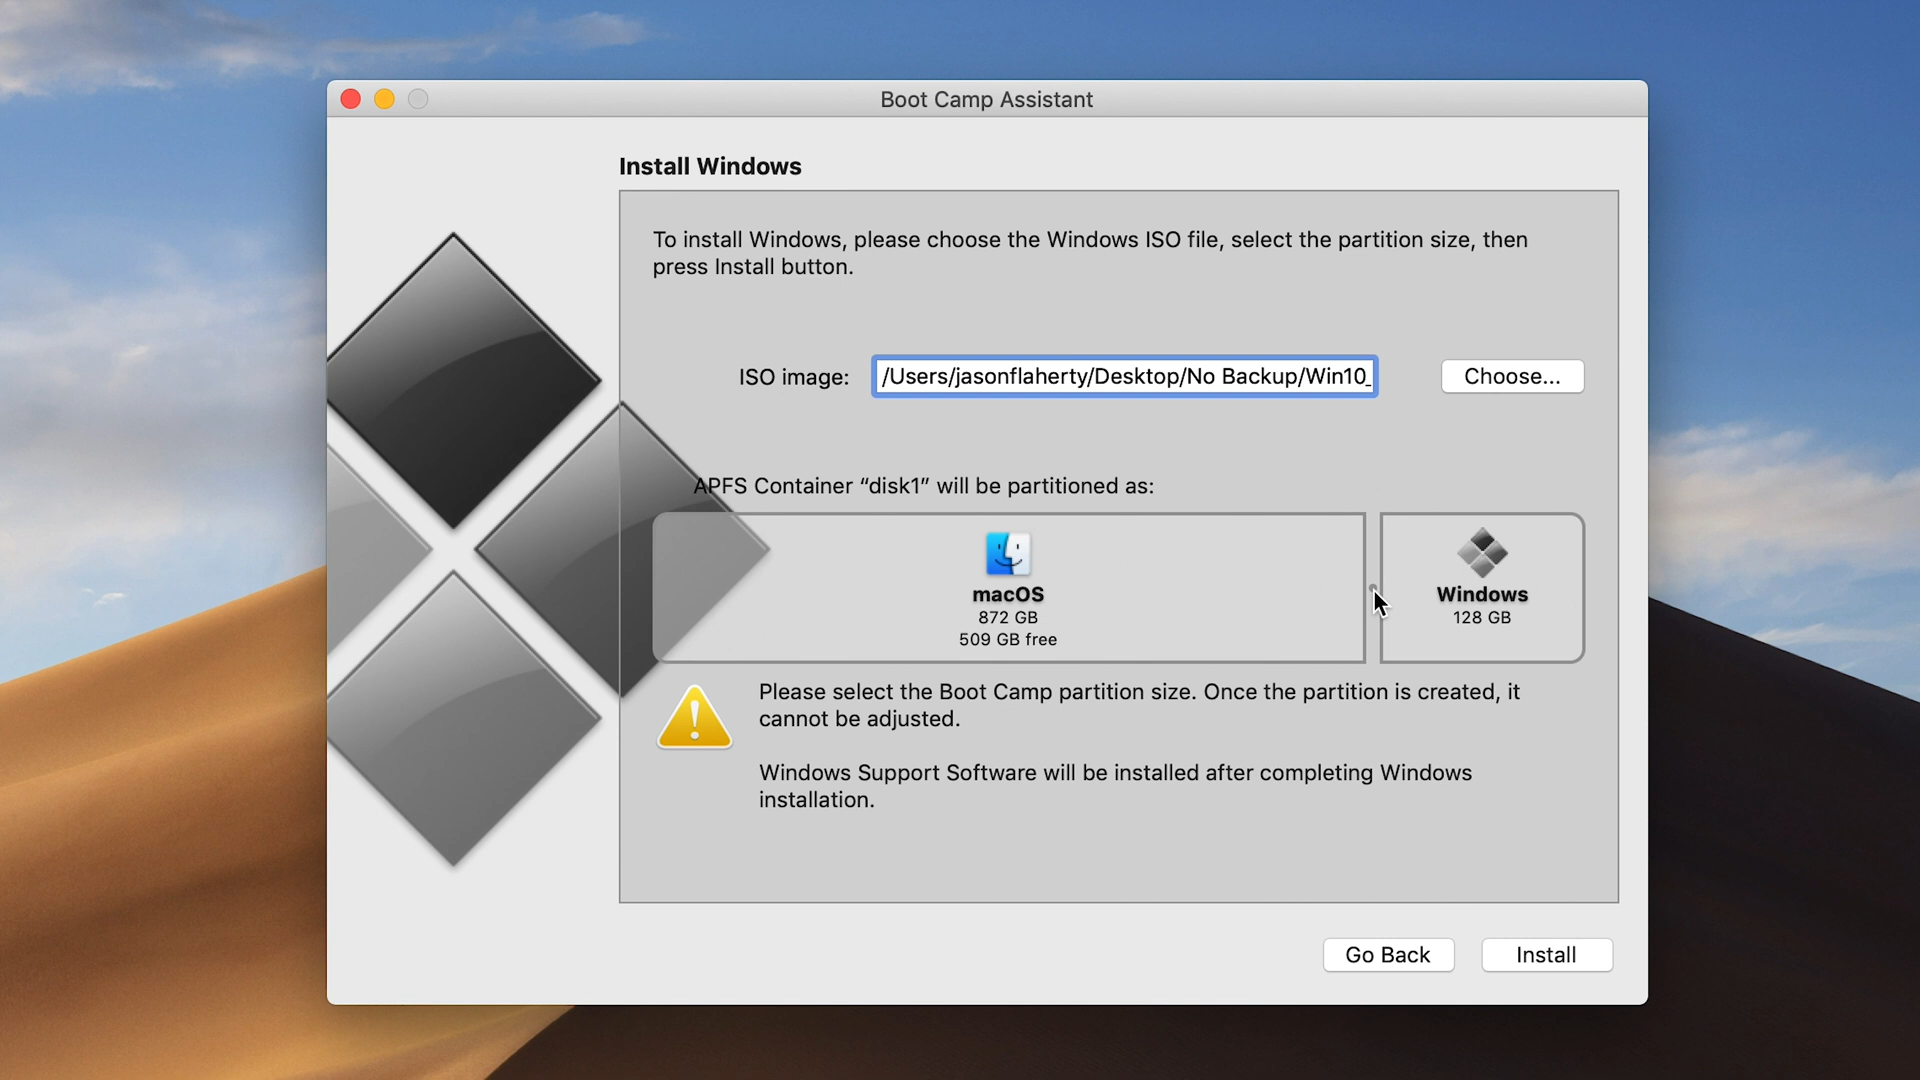 Boot Camp Assistant
Install Windows
To install Windows, please choose the Windows ISO file, select the partition size, then
press Install button.
ISO image: /Users/jasonflaherty/Desktop/No Backup/Win10_ Choose...
APFS Container “disk1” will be partitioned as:
macOS
872 GB
509 GB free
Windows
128 GB
Please select the Boot Camp partition size. Once the partition is created, it
cannot be adjusted.
Windows Support Software will be installed after completing Windows
installation.
Go Back Install